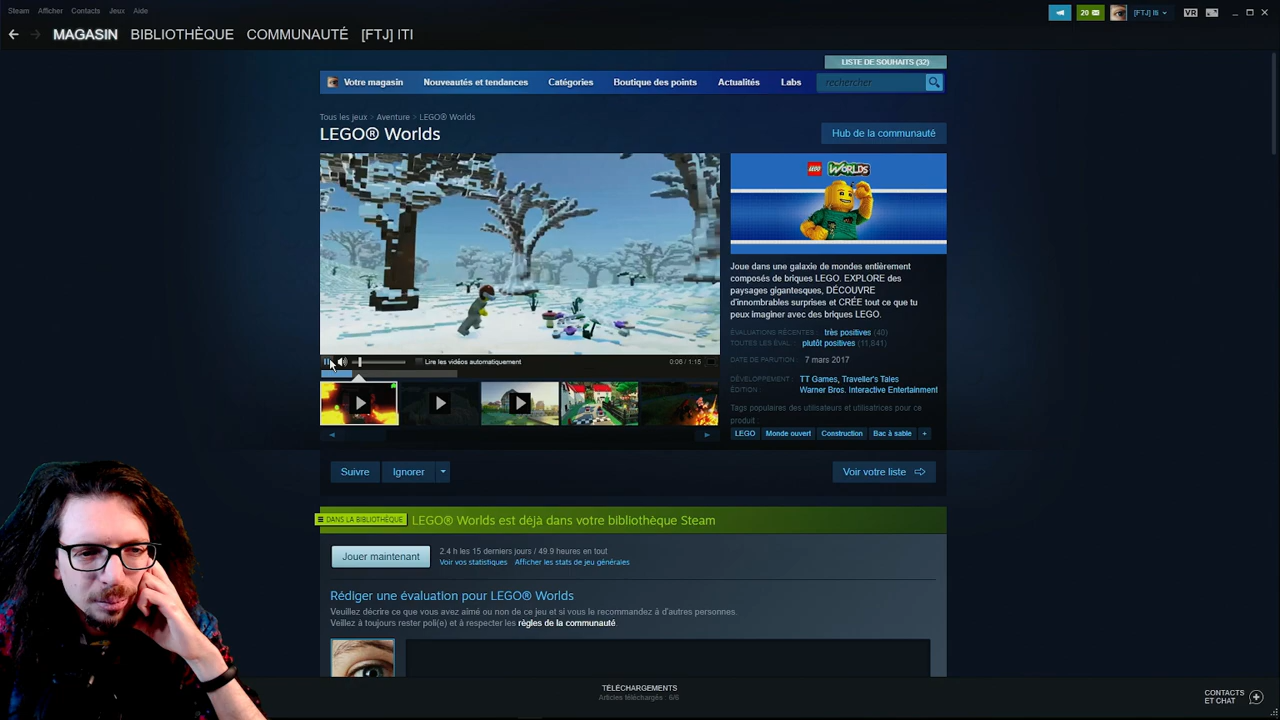 Steam Afficher Contacts Jeux Aide
20 [FTJ] Iti VR
MAGASIN BIBLIOTHÈQUE COMMUNAUTÉ [FTJ] ITI
LISTE DE SOUHAITS (32)
Votre magasin Nouveautés et tendances Catégories Boutique des points Actualités Labs rechercher
Tous les jeux > Aventure > LEGO® Worlds
LEGO® Worlds
Hub de la communauté
LEGO WORLDS
Joue dans une galaxie de mondes entièrement
composés de briques LEGO. EXPLORE des
paysages gigantesques, DÉCOUVRE
d'innombrables surprises et CRÉE tout ce que tu
peux imaginer avec des briques LEGO.
ÉVALUATIONS RÉCENTES : très positives (40)
TOUTES LES ÉVAL. : plutôt positives (11,841)
DATE DE PARUTION : 7 mars 2017
DÉVELOPPEMENT : TT Games, Traveller's Tales
ÉDITION : Warner Bros. Interactive Entertainment
Tags populaires des utilisateurs et utilisatrices pour ce
produit :
LEGO Monde ouvert Construction Bac à sable +
Lire les vidéos automatiquement 0:06 / 1:15
Suivre Ignorer Voir votre liste
DANS LA BIBLIOTHÈQUE LEGO® Worlds est déjà dans votre bibliothèque Steam
Jouer maintenant
2.4 h les 15 derniers jours / 49.9 heures en tout
Voir vos statistiques Afficher les stats de jeu générales
Rédiger une évaluation pour LEGO® Worlds
Veuillez décrire ce que vous avez aimé ou non de ce jeu et si vous le recommandez à d'autres personnes.
Veillez à toujours rester poli(e) et à respecter les règles de la communauté.
TÉLÉCHARGEMENTS
Articles téléchargés : 6/6
CONTACTS
ET CHAT